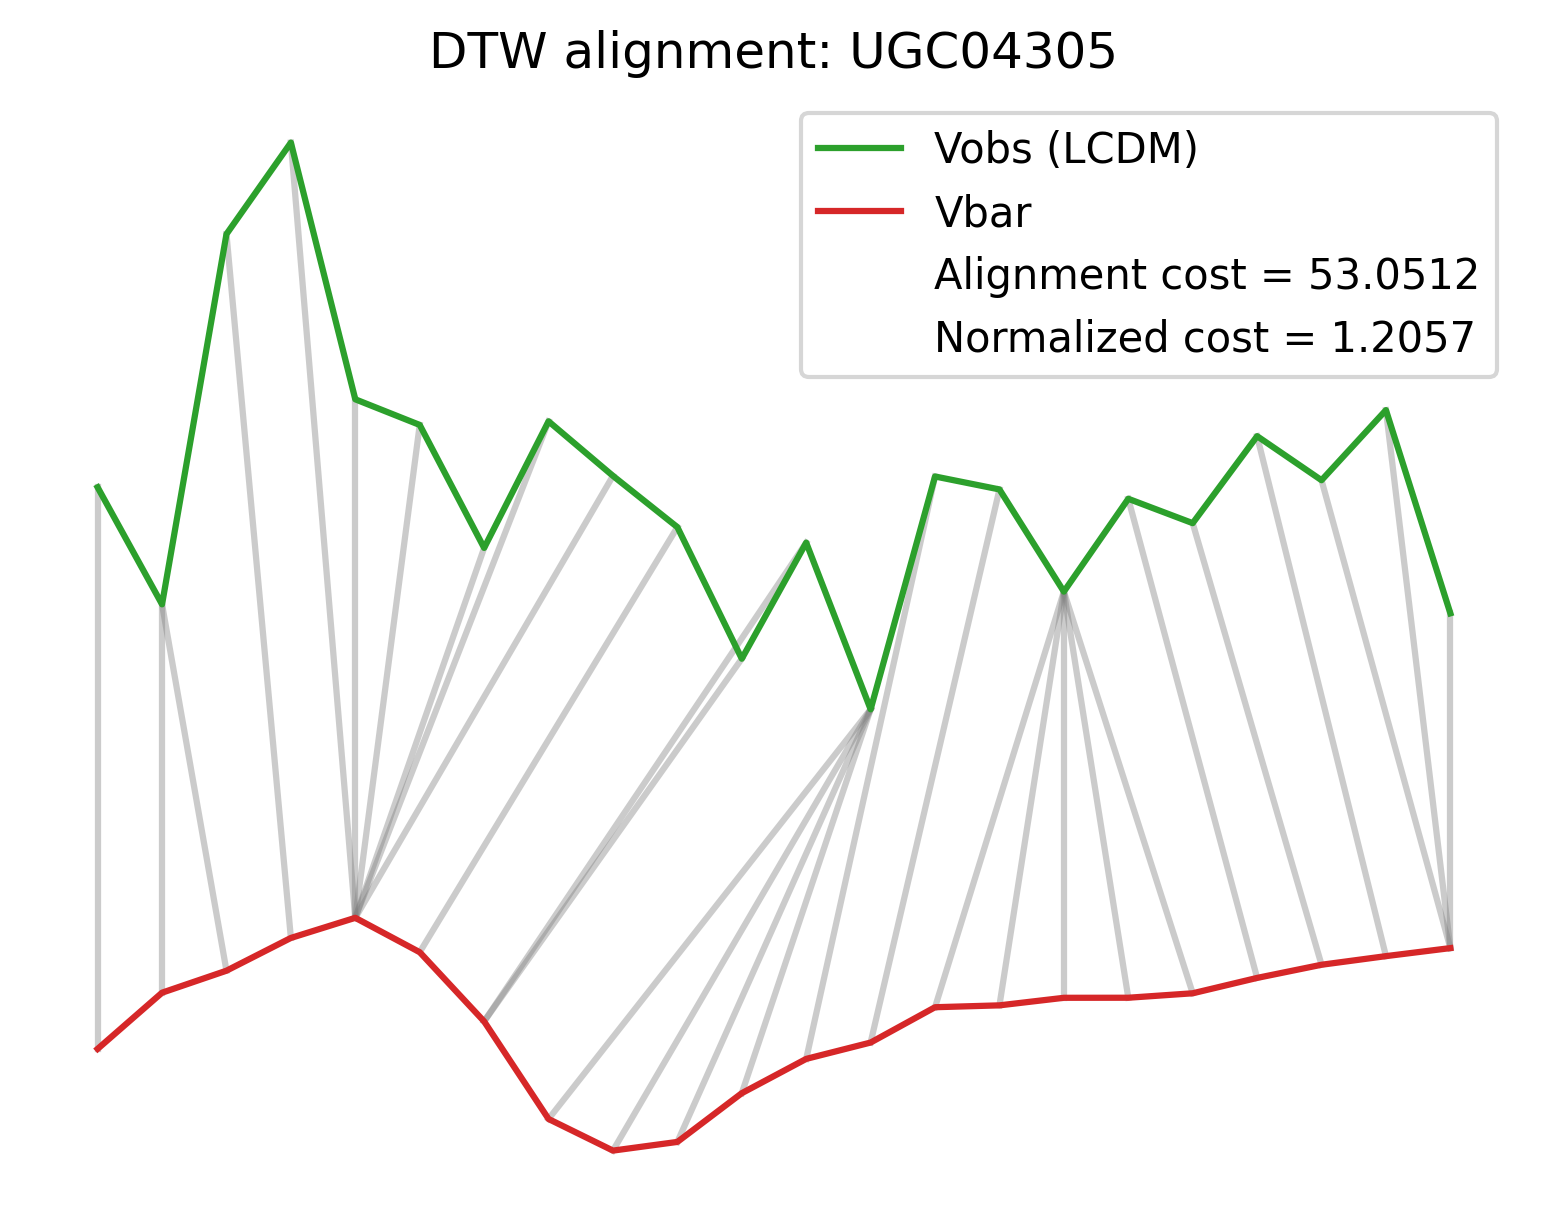 DTW alignment: UGC04305
Vobs (LCDM)
Vbar
Alignment cost = 53.0512
Normalized cost = 1.2057